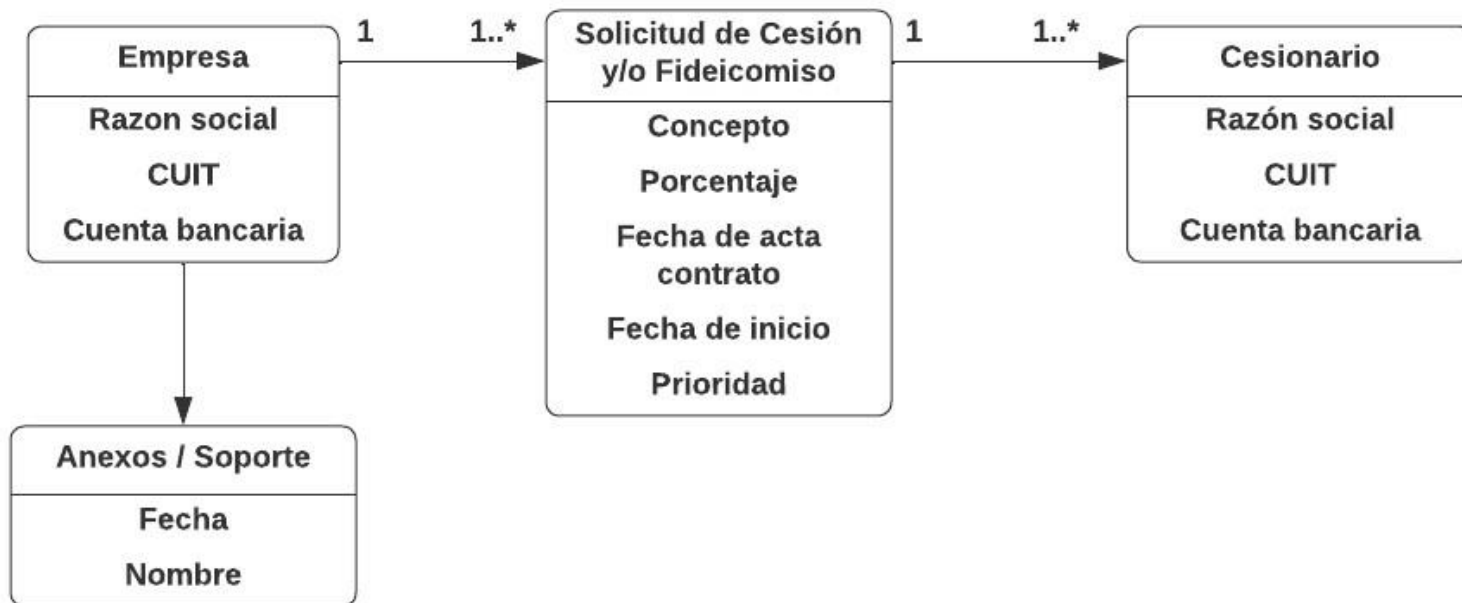 Empresa
Razon social
CUIT
Cuenta bancaria
1
1..*
Solicitud de Cesión
y/o Fideicomiso
Concepto
Porcentaje
Fecha de acta
contrato
Fecha de inicio
Prioridad
1
1..*
Cesionario
Razón social
CUIT
Cuenta bancaria
Anexos / Soporte
Fecha
Nombre